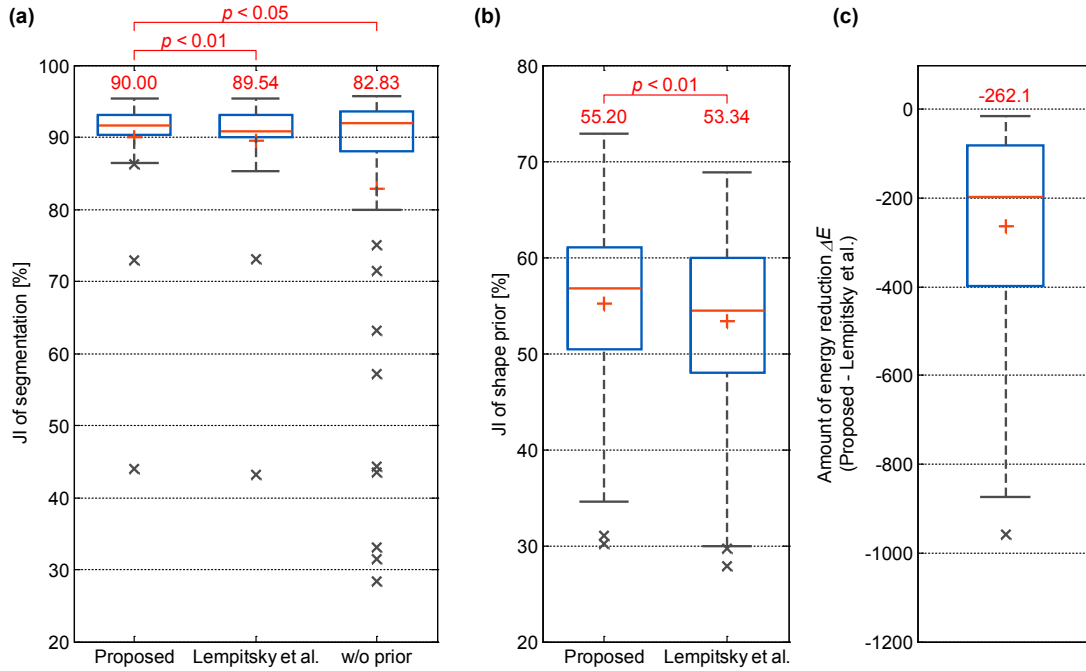 (a)
p < 0.05
p < 0.01
90.00 89.54 82.83
100
90
80
70
60
50
40
30
20
JI of segmentation [%]
Proposed Lempitsky et al. w/o prior
(b)
p < 0.01
55.20 53.34
80
70
60
50
40
30
20
JI of shape prior [%]
Proposed Lempitsky et al.
(c)
-262.1
0
-200
-400
-600
-800
-1000
-1200
Amount of energy reduction ΔE
(Proposed - Lempitsky et al.)